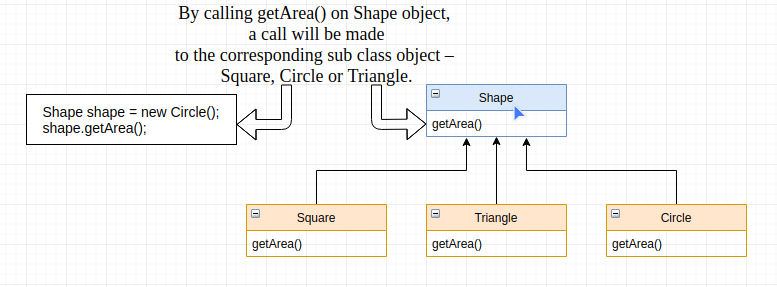 By calling getArea() on Shape object,
a call will be made
to the corresponding sub class object –
Square, Circle or Triangle.
Shape shape = new Circle();
shape.getArea();
Shape
getArea()
Square
getArea()
Triangle
getArea()
Circle
getArea()